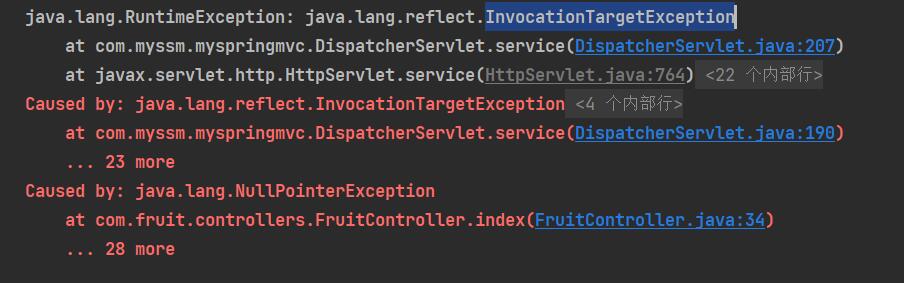 java.lang.RuntimeException: java.lang.reflect.InvocationTargetException
at com.myssm.myspringmvc.DispatcherServlet.service(DispatcherServlet.java:207)
at javax.servlet.http.HttpServlet.service(HttpServlet.java:764) <22 个内部行>
Caused by: java.lang.reflect.InvocationTargetException <4 个内部行>
at com.myssm.myspringmvc.DispatcherServlet.service(DispatcherServlet.java:190)
... 23 more
Caused by: java.lang.NullPointerException
at com.fruit.controllers.FruitController.index(FruitController.java:34)
... 28 more